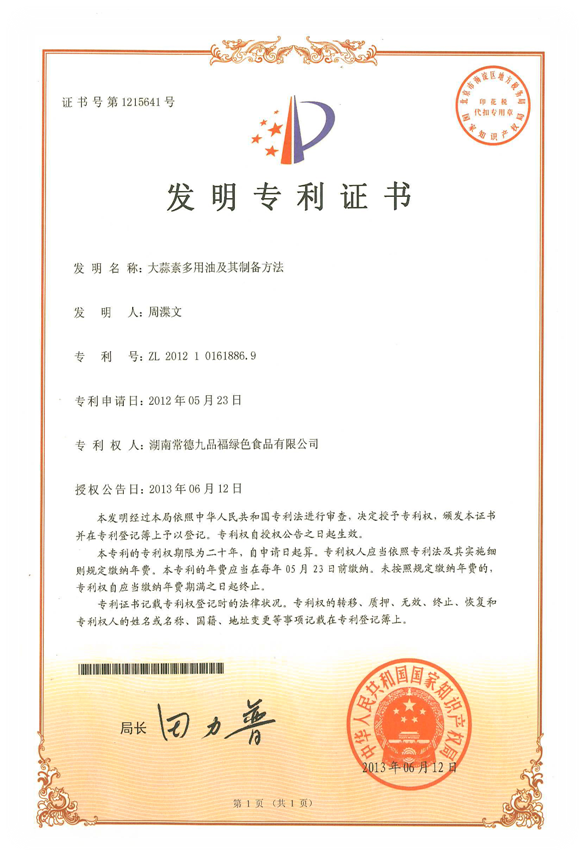 证书号第1215641号
北京市海淀区地方税务局
印花税
代扣专用章
国家知识产权局
发明专利证书
发明名称：大蒜素多用油及其制备方法
发明人：周渫文
专利号：ZL 2012 1 0161886.9
专利申请日：2012年05月23日
专利权人：湖南常德九品福绿色食品有限公司
授权公告日：2013年06月12日
本发明经过本局依照中华人民共和国专利法进行审查，决定授予专利权，颁发本证书
并在专利登记簿上予以登记。专利权自授权公告之日起生效。
本专利的专利权期限为二十年，自申请日起算。专利权人应当依照专利法及其实施细
则规定缴纳年费。本专利的年费应当在每年05月23日前缴纳。未按照规定缴纳年费的，
专利权自应当缴纳年费期满之日起终止。
专利证书记载专利权登记时的法律状况。专利权的转移、质押、无效、终止、恢复和
专利权人的姓名或名称、国籍、地址变更等事项记载在专利登记簿上。
局长 田力普
中华人民共和国国家知识产权局
2013年06月12日
第1页（共1页）